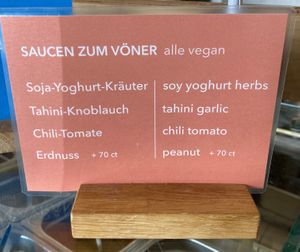 SAUCEN ZUM VÖNER alle vegan
Soja-Yoghurt-Kräuter soy yoghurt herbs
Tahini-Knoblauch tahini garlic
Chili-Tomate chili tomato
Erdnuss + 70 ct peanut + 70 ct